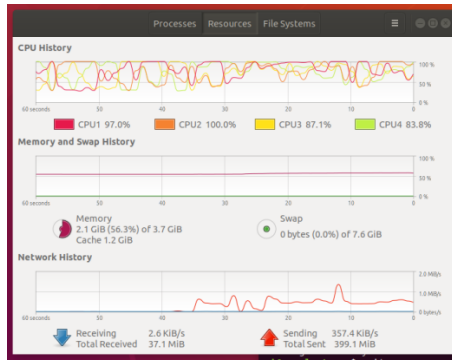 Processes Resources File Systems
CPU History
100 %
50 %
0 %
60 seconds 50 40 30 20 10 0
CPU1 97.0% CPU2 100.0% CPU3 87.1% CPU4 83.8%
Memory and Swap History
100 %
50 %
0 %
60 seconds 50 40 30 20 10 0
Memory
2.1 GiB (56.3%) of 3.7 GiB
Cache 1.2 GiB
Swap
0 bytes (0.0%) of 7.6 GiB
Network History
2.0 MiB/s
1.0 MiB/s
0 bytes/s
60 seconds 50 40 30 20 10 0
Receiving 2.6 KiB/s
Total Received 37.1 MiB
Sending 357.4 KiB/s
Total Sent 399.1 MiB